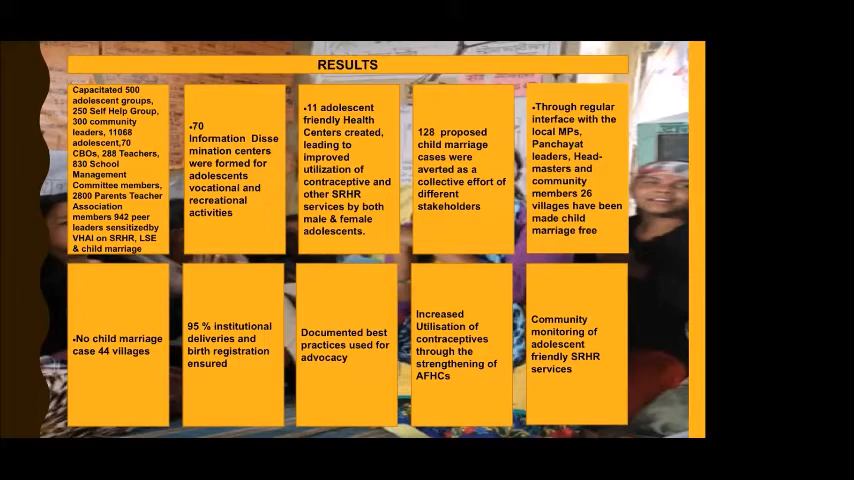 RESULTS
Capacitated 500
adolescent groups,
250 Self Help Group,
300 community
leaders, 11068
adolescent,70
CBOs, 288 Teachers,
830 School
Management
Committee members,
2800 Parents Teacher
Association
members 942 peer
leaders sensitizedby
VHAI on SRHR, LSE
& child marriage
•70
Information Disse
mination centers
were formed for
adolescents
vocational and
recreational
activities
•11 adolescent
friendly Health
Centers created,
leading to
improved
utilization of
contraceptive and
other SRHR
services by both
male & female
adolescents.
128 proposed
child marriage
cases were
averted as a
collective effort of
different
stakeholders
•Through regular
interface with the
local MPs,
Panchayat
leaders, Head-
masters and
community
members 26
villages have been
made child
marriage free
•No child marriage
case 44 villages
95 % institutional
deliveries and
birth registration
ensured
Documented best
practices used for
advocacy
Increased
Utilisation of
contraceptives
through the
strengthening of
AFHCs
Community
monitoring of
adolescent
friendly SRHR
services